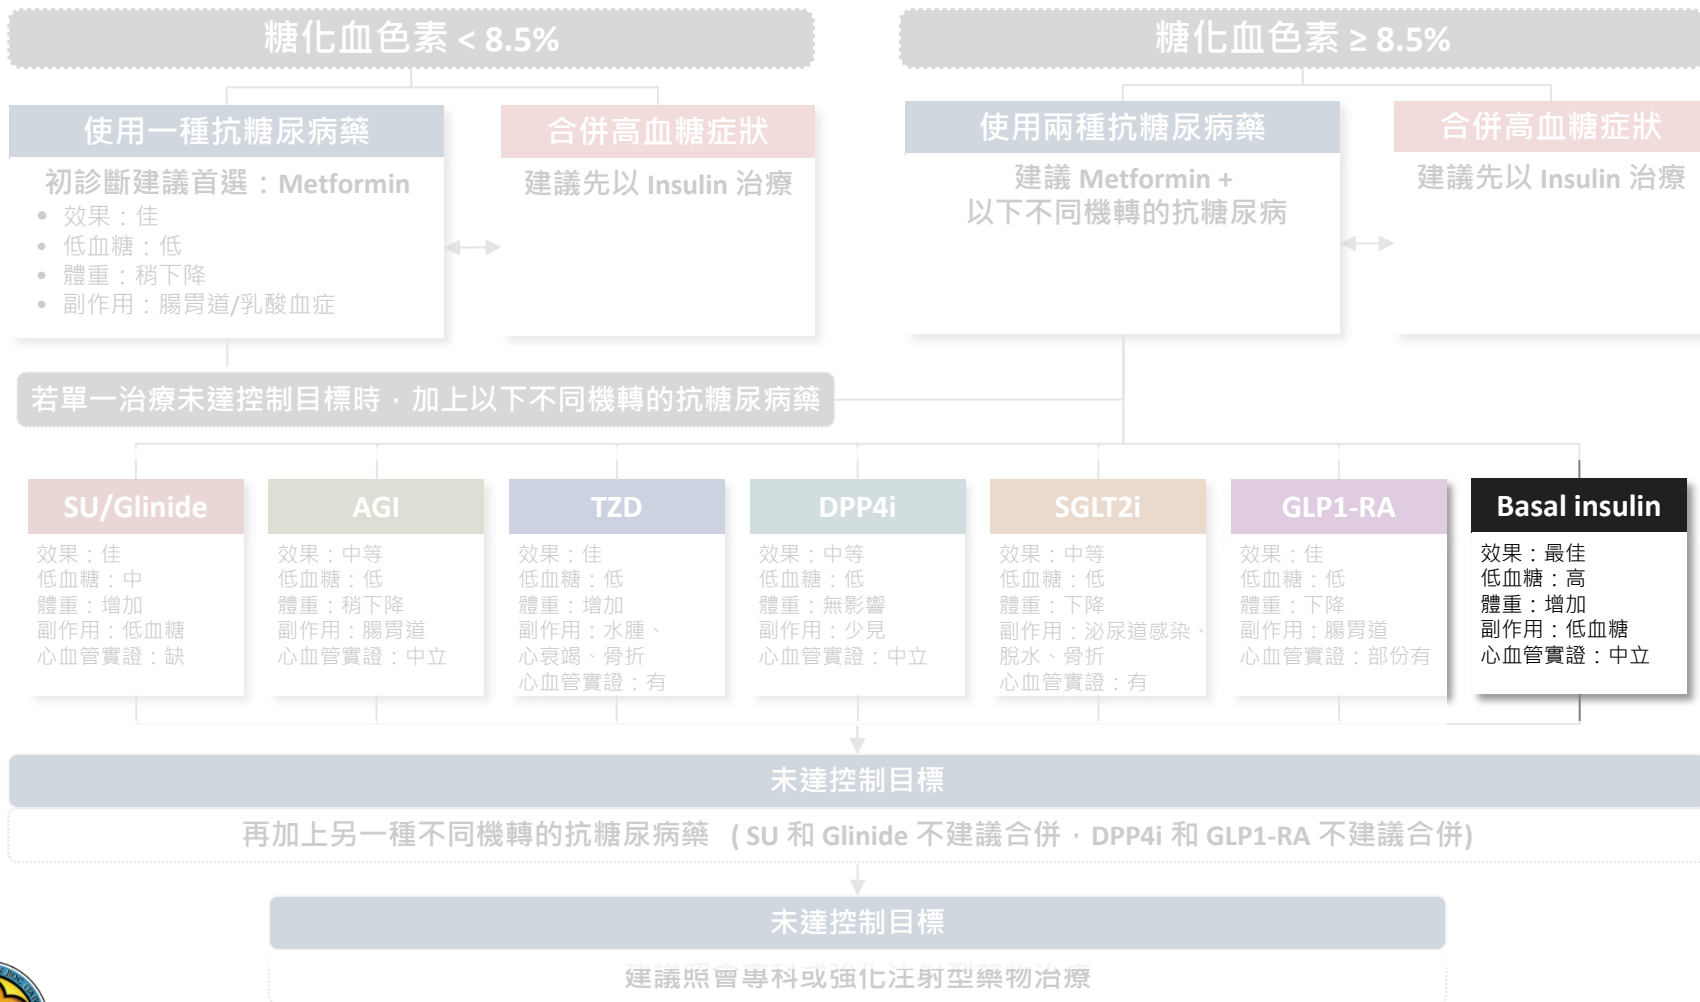 糖化血色素 < 8.5%
糖化血色素 ≥ 8.5%
使用一種抗糖尿病藥
初診斷建議首選：Metformin
• 效果：佳
• 低血糖：低
• 體重：稍下降
• 副作用：腸胃道/乳酸血症
合併高血糖症狀
建議先以 Insulin 治療
使用兩種抗糖尿病藥
建議 Metformin +
以下不同機轉的抗糖尿病
合併高血糖症狀
建議先以 Insulin 治療
若單一治療未達控制目標時，加上以下不同機轉的抗糖尿病藥
SU/Glinide
效果：佳
低血糖：中
體重：增加
副作用：低血糖
心血管實證：缺
AGI
效果：中等
低血糖：低
體重：稍下降
副作用：腸胃道
心血管實證：中立
TZD
效果：佳
低血糖：低
體重：增加
副作用：水腫、
心衰竭、骨折
心血管實證：有
DPP4i
效果：中等
低血糖：低
體重：無影響
副作用：少見
心血管實證：中立
SGLT2i
效果：中等
低血糖：低
體重：下降
副作用：泌尿道感染、
脫水、骨折
心血管實證：有
GLP1-RA
效果：佳
低血糖：低
體重：下降
副作用：腸胃道
心血管實證：部份有
Basal insulin
效果：最佳
低血糖：高
體重：增加
副作用：低血糖
心血管實證：中立
未達控制目標
再加上另一種不同機轉的抗糖尿病藥 ( SU 和 Glinide 不建議合併，DPP4i 和 GLP1-RA 不建議合併)
未達控制目標
建議照會專科或強化注射型藥物治療